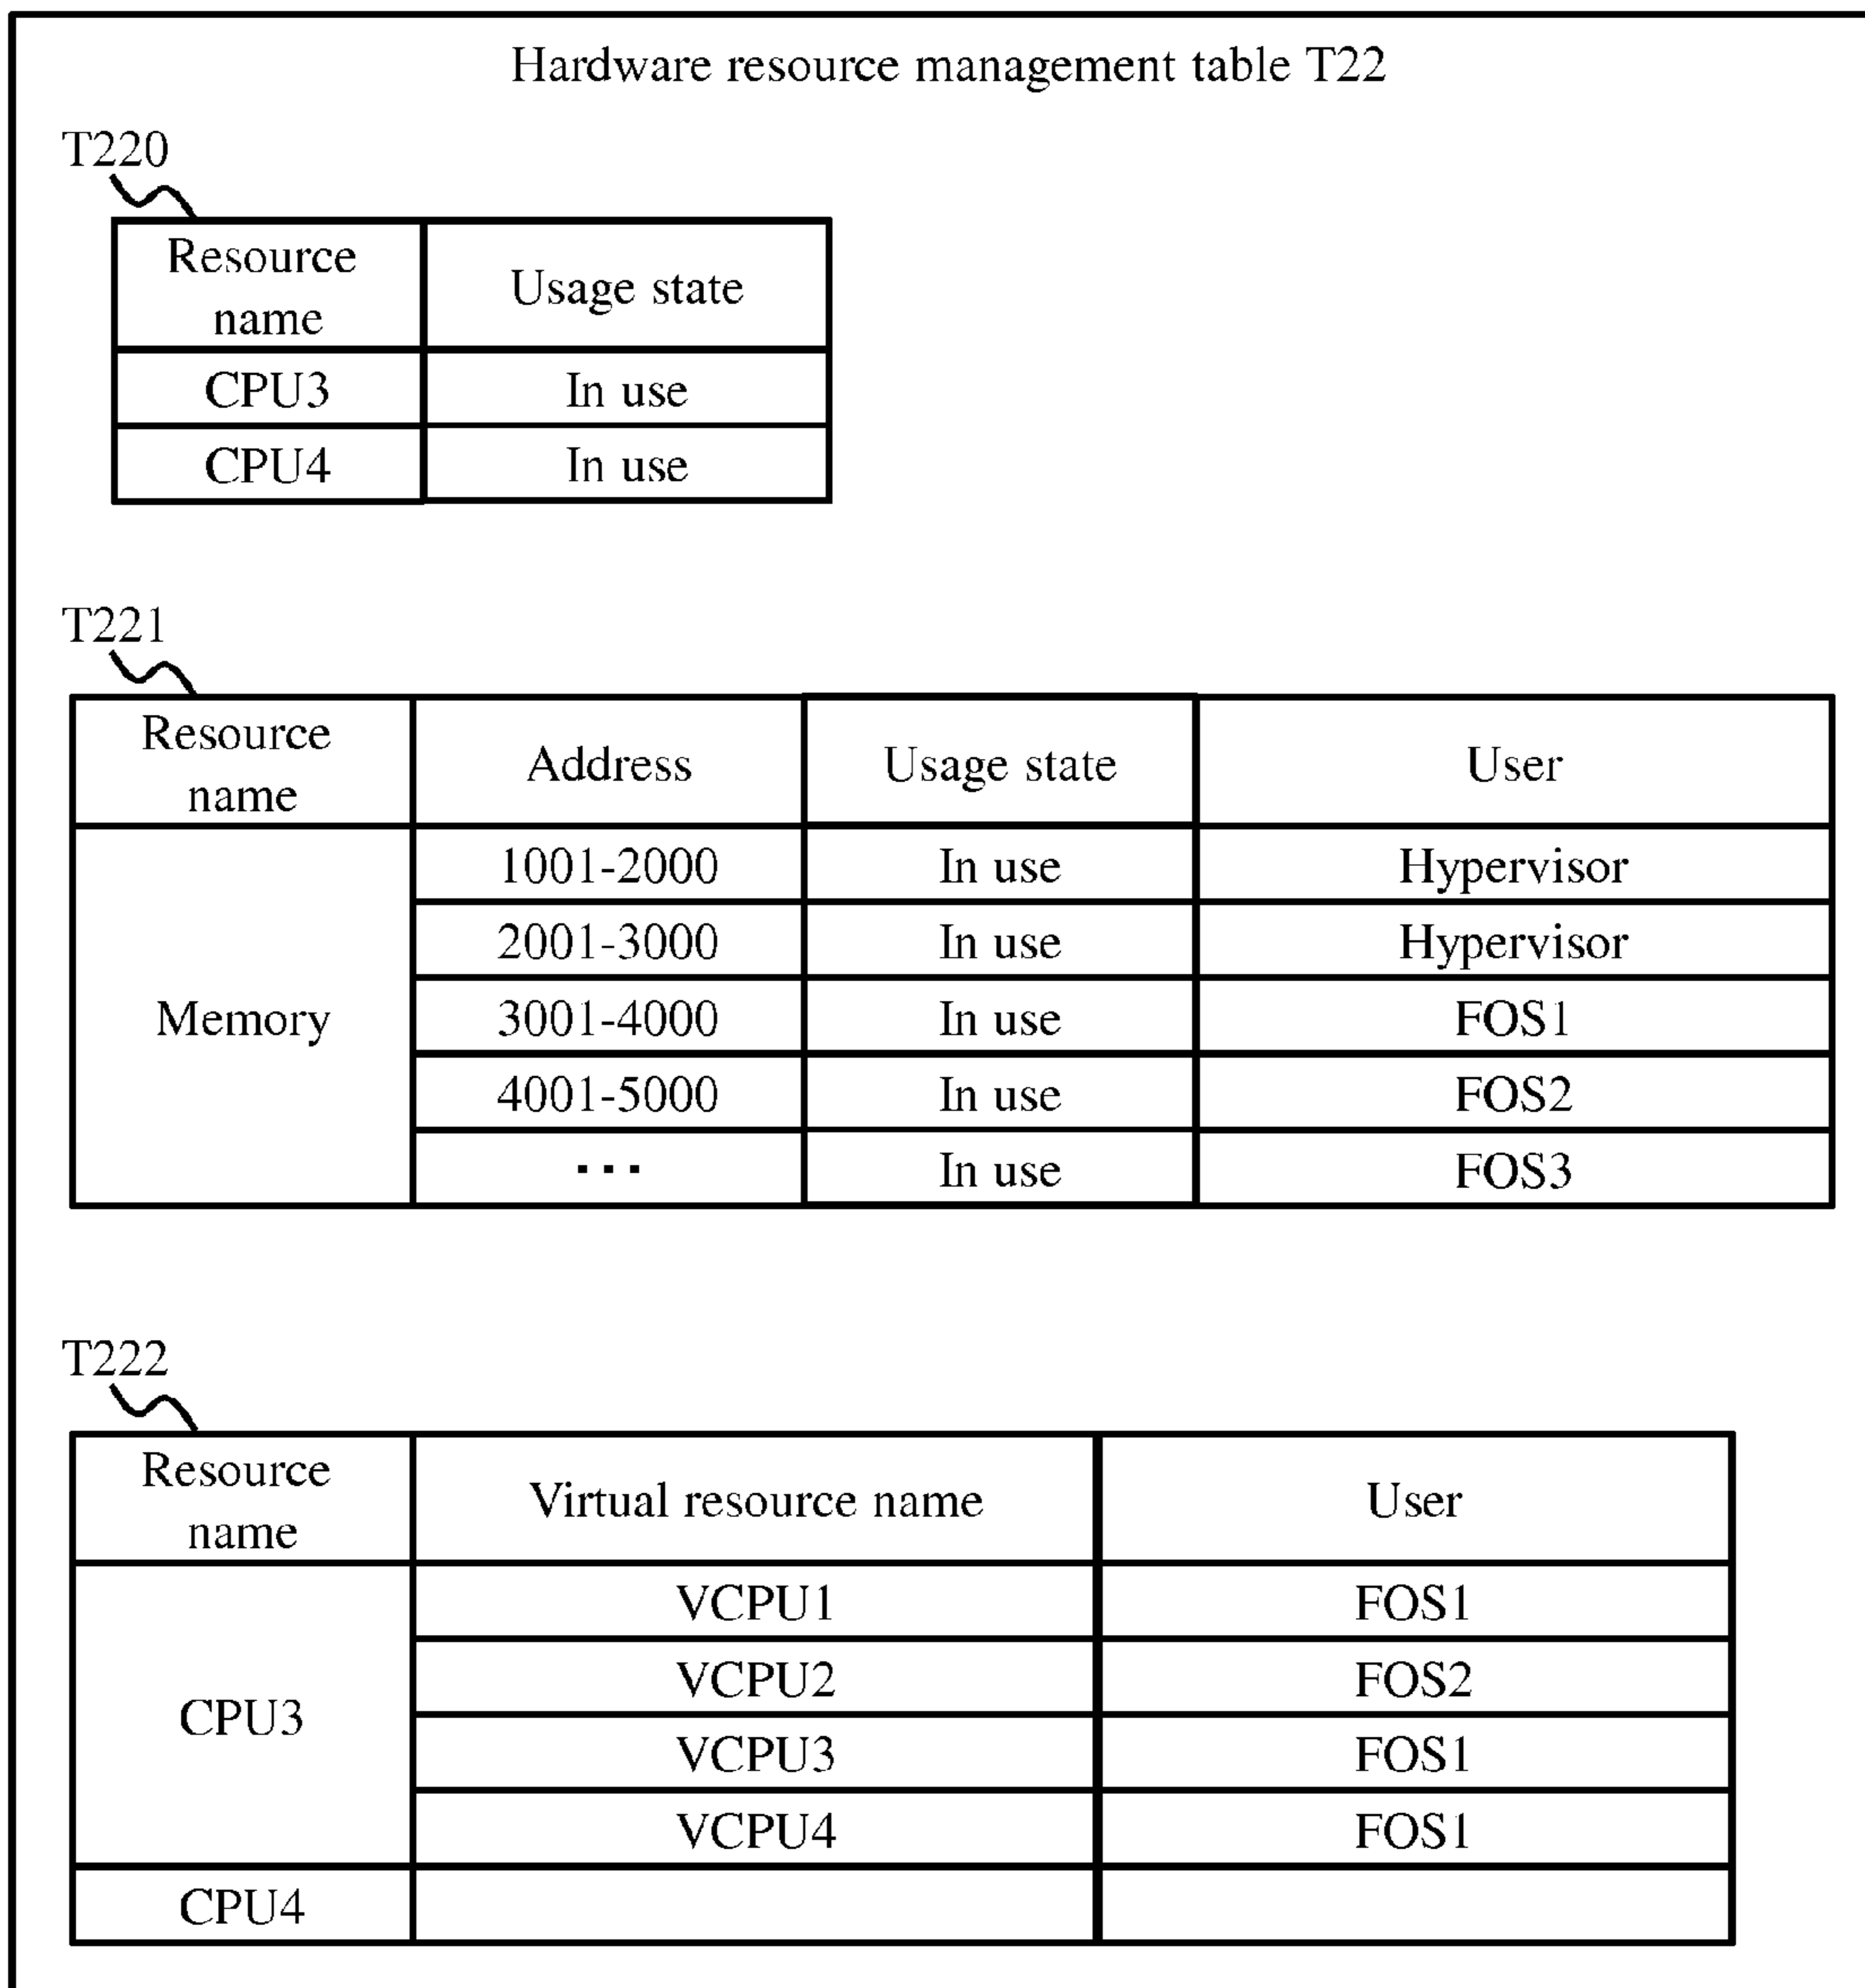 Hardware resource management table T22
T220
Resource name Usage state
CPU3 In use
CPU4 In use
T221
Resource name Address Usage state User
Memory
1001-2000 In use Hypervisor
2001-3000 In use Hypervisor
3001-4000 In use FOS1
4001-5000 In use FOS2
... In use FOS3
T222
Resource name Virtual resource name User
CPU3
VCPU1 FOS1
VCPU2 FOS2
VCPU3 FOS1
VCPU4 FOS1
CPU4